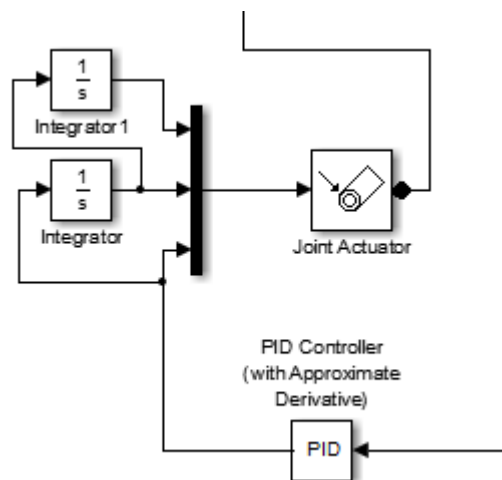 1
s
Integrator1
1
s
Integrator
Joint Actuator
PID Controller
(with Approximate
Derivative)
PID